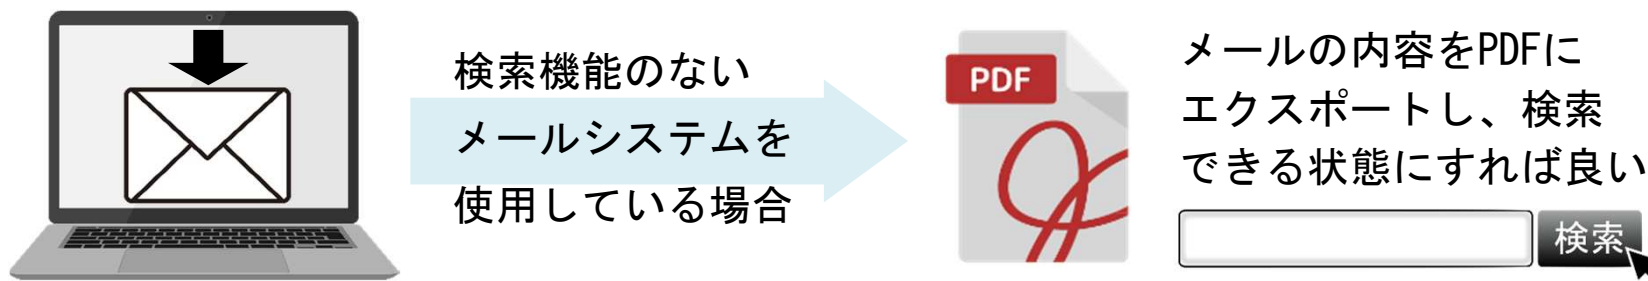 検索機能のない
メールシステムを
使用している場合
PDF
メールの内容をPDFに
エクスポートし、検索
できる状態にすれば良い
検索